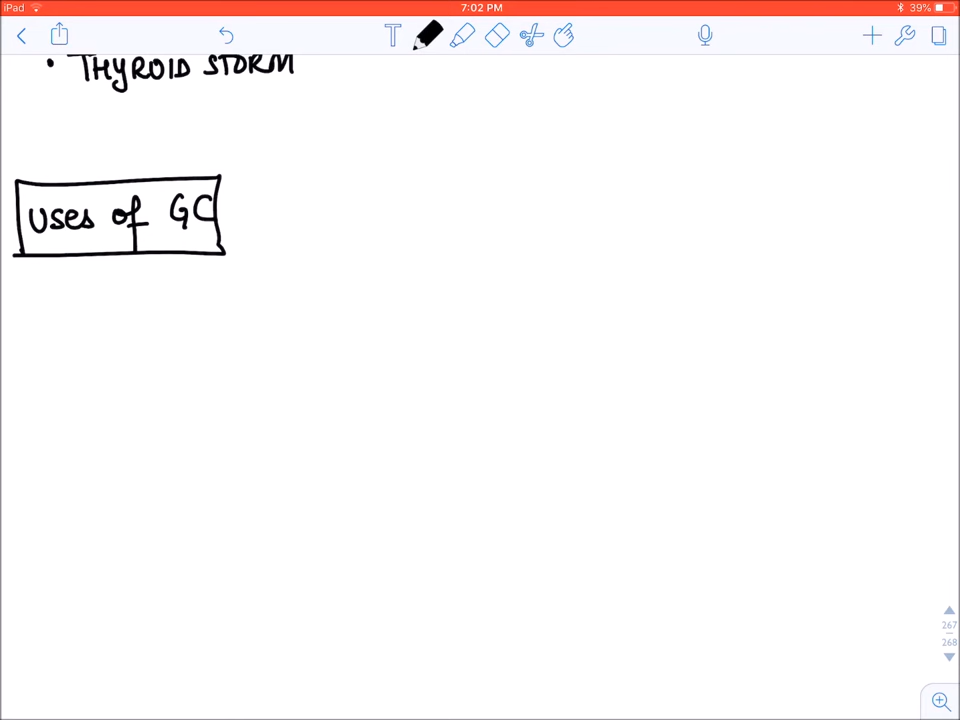 iPad 7:02 PM 39%
T
• THYROID STORM
Uses of GC
267
268